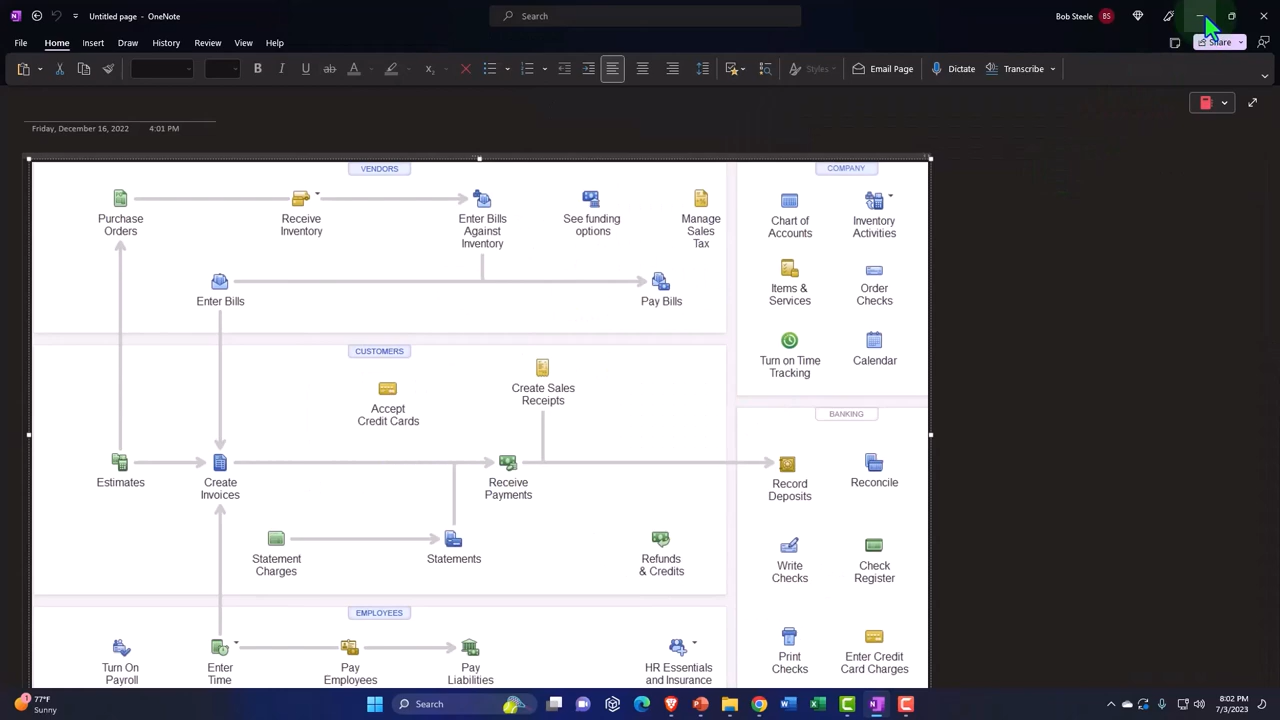 Untitled page - OneNote
Search
Bob Steele
BS
File
Home
Insert
Draw
History
Review
View
Help
Share
Styles
Email Page
Dictate
Transcribe
Friday, December 16, 2022
4:01 PM
VENDORS
Purchase
Orders
Receive
Inventory
Enter Bills
Against
Inventory
See funding
options
Manage
Sales
Tax
Enter Bills
Pay Bills
COMPANY
Chart of
Accounts
Inventory
Activities
Items &
Services
Order
Checks
Turn on Time
Tracking
Calendar
CUSTOMERS
Accept
Credit Cards
Create Sales
Receipts
Estimates
Create
Invoices
Receive
Payments
Statement
Charges
Statements
Refunds
& Credits
BANKING
Record
Deposits
Reconcile
Write
Checks
Check
Register
Print
Checks
Enter Credit
Card Charges
EMPLOYEES
Turn On
Payroll
Enter
Time
Pay
Employees
Pay
Liabilities
HR Essentials
and Insurance
77°F
Sunny
Search
8:02 PM
7/3/2023